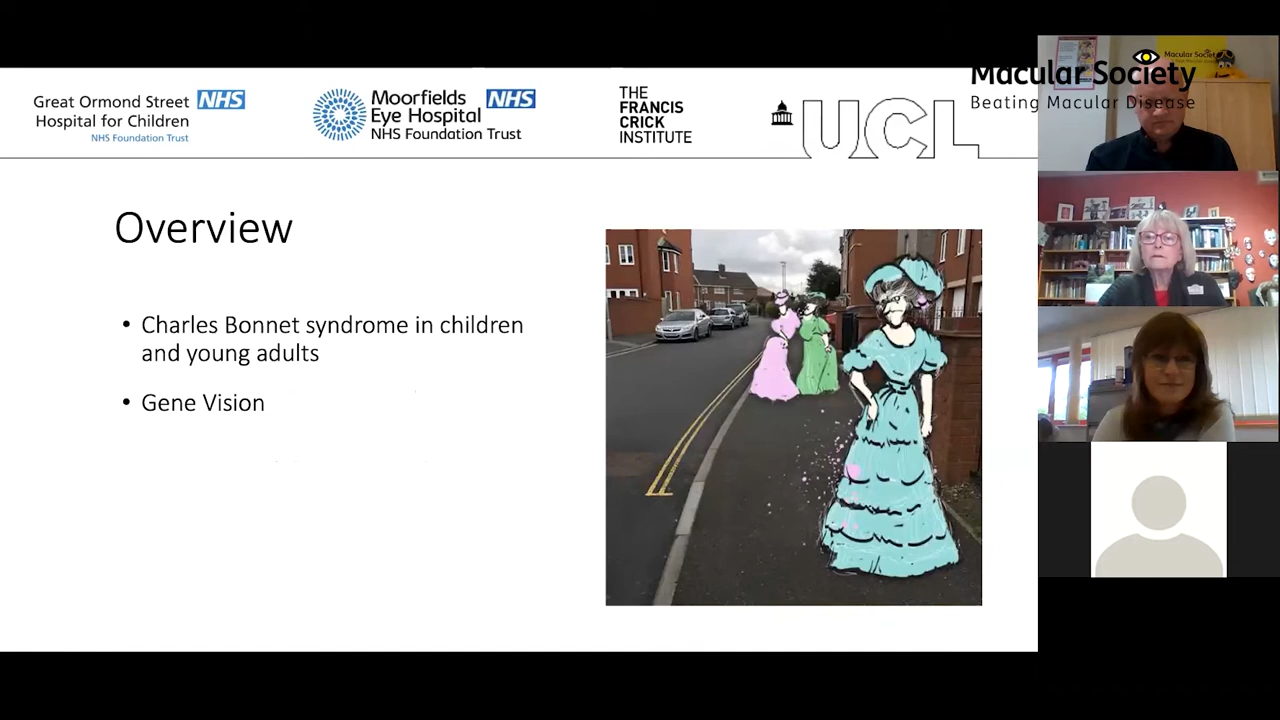 Great Ormond Street NHS
Hospital for Children
NHS Foundation Trust
Moorfields NHS
Eye Hospital
NHS Foundation Trust
THE
FRANCIS
CRICK
INSTITUTE
UCL
Macular Society
Macular Society
Beating Macular Disease
Overview
• Charles Bonnet syndrome in children
and young adults
• Gene Vision